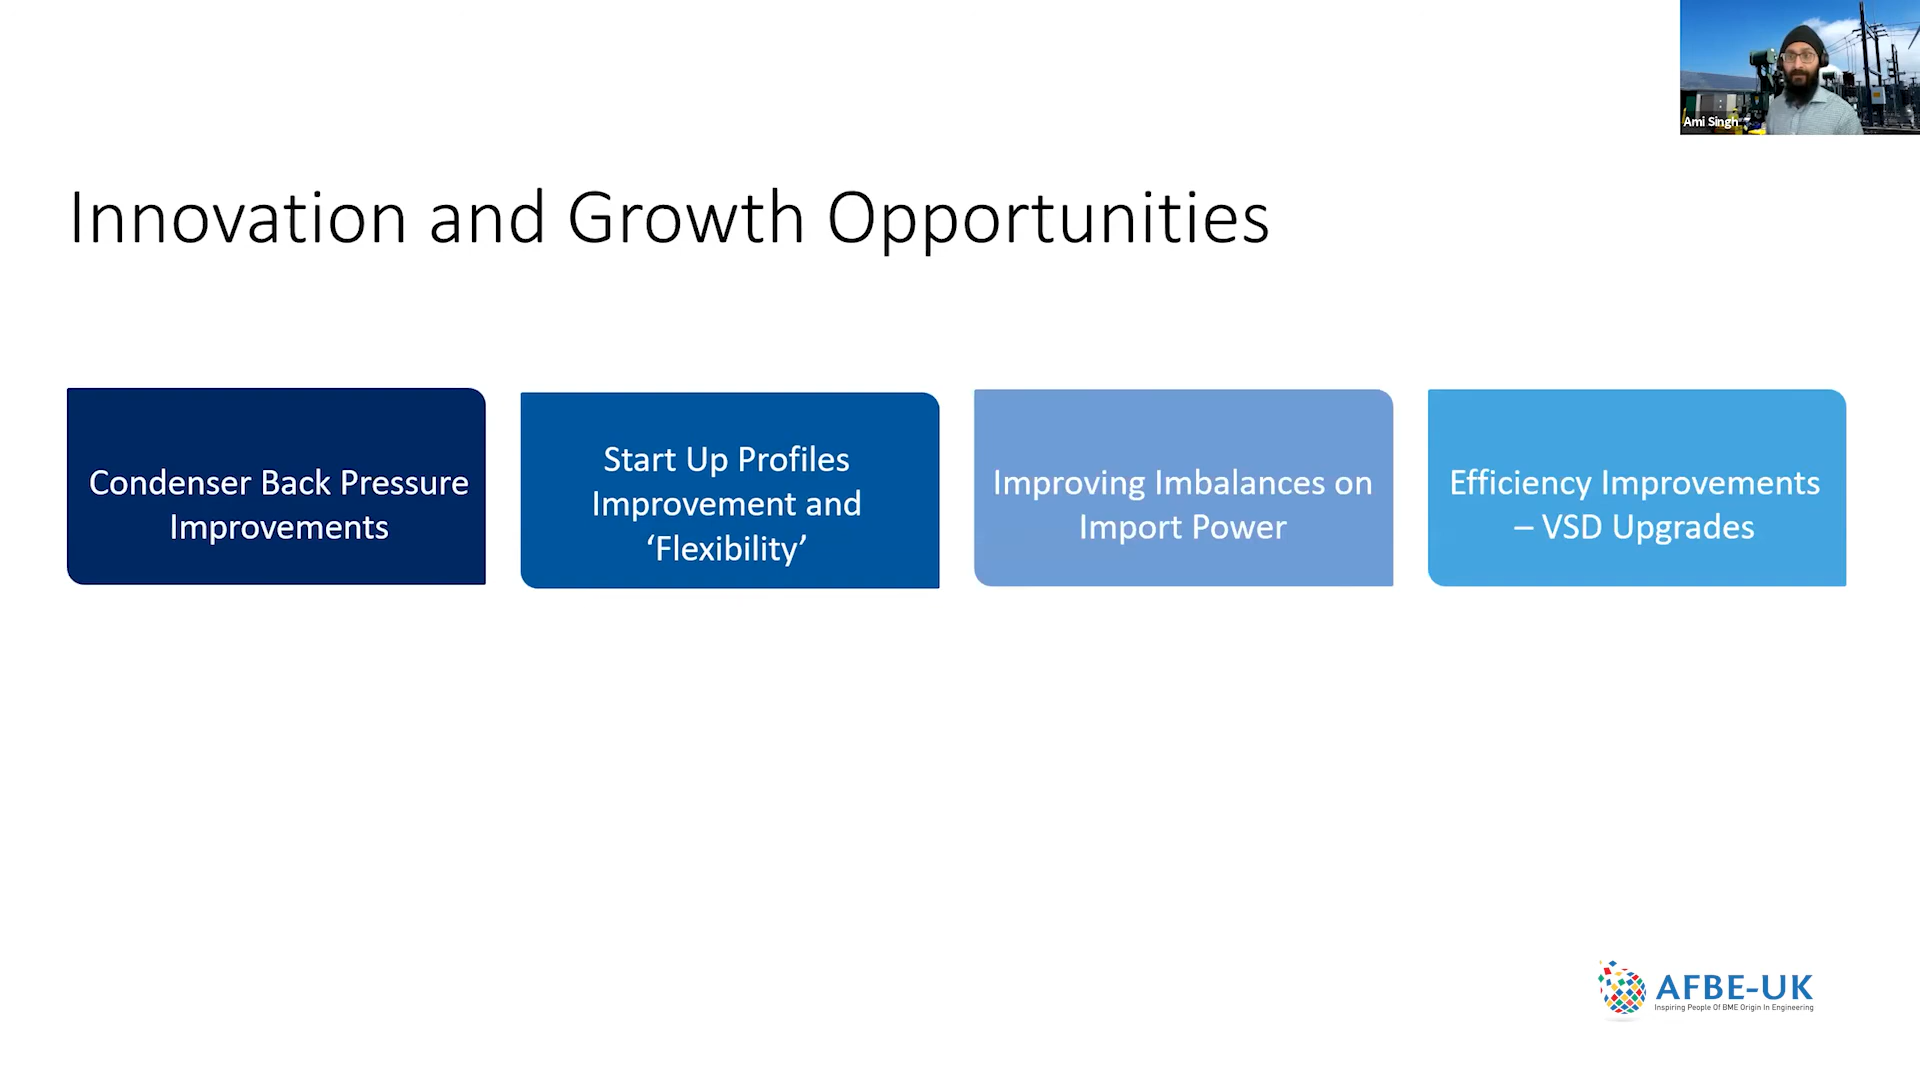 Ami Singh
Innovation and Growth Opportunities
Condenser Back Pressure
Improvements
Start Up Profiles
Improvement and
‘Flexibility’
Improving Imbalances on
Import Power
Efficiency Improvements
– VSD Upgrades
AFBE-UK
Inspiring People Of BME Origin In Engineering